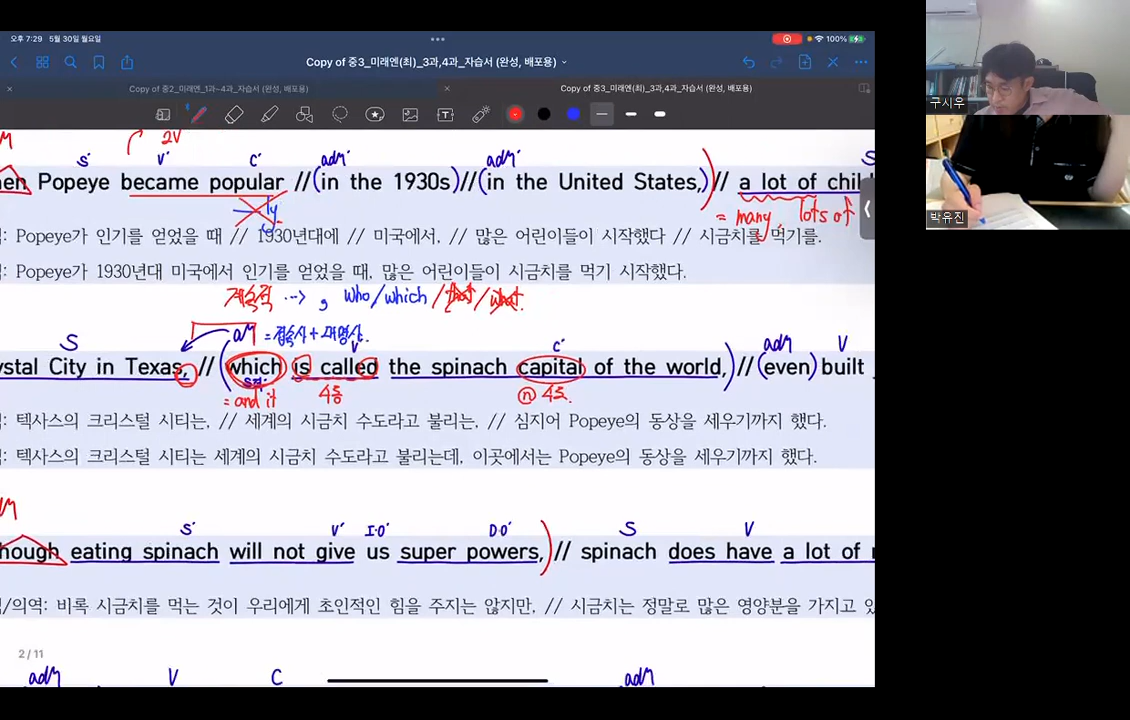 오후 7:29 5월 30일 월요일
100%
Copy of 중3_미래엔(최)_3과,4과_자습서 (완성, 배포용)
Copy of 중2_미래엔_1과~4과_자습서 (완성, 배포용)
Copy of 중3_미래엔(최)_3과,4과_자습서 (완성, 배포용)
구시우
박유진
2V
S' V' C' adM adM S
en Popeye became popular //(in the 1930s)//(in the United States,)// a lot of chil
ly
= many, lots of
: Popeye가 인기를 얻었을 때 // 1930년대에 // 미국에서, // 많은 어린이들이 시작했다 // 시금치를 먹기를.
: Popeye가 1930년대 미국에서 인기를 얻었을 때, 많은 어린이들이 시금치를 먹기 시작했다.
계속적 ⇢ , who/which /that/what
S aM =접속사 + 대명사 V' C' adM V
ystal City in Texas, // (which is called the spinach capital of the world,)//(even) built
= and it 4형 ⓝ
: 텍사스의 크리스털 시티는, // 세계의 시금치 수도라고 불리는, // 심지어 Popeye의 동상을 세우기까지 했다.
: 텍사스의 크리스털 시티는 세계의 시금치 수도라고 불리는데, 이곳에서는 Popeye의 동상을 세우기까지 했다.
S' V' I·O' D·O' S V
hough eating spinach will not give us super powers,)// spinach does have a lot of
/의역: 비록 시금치를 먹는 것이 우리에게 초인적인 힘을 주지는 않지만, // 시금치는 정말로 많은 영양분을 가지고 있
2 / 11
adM V C adM